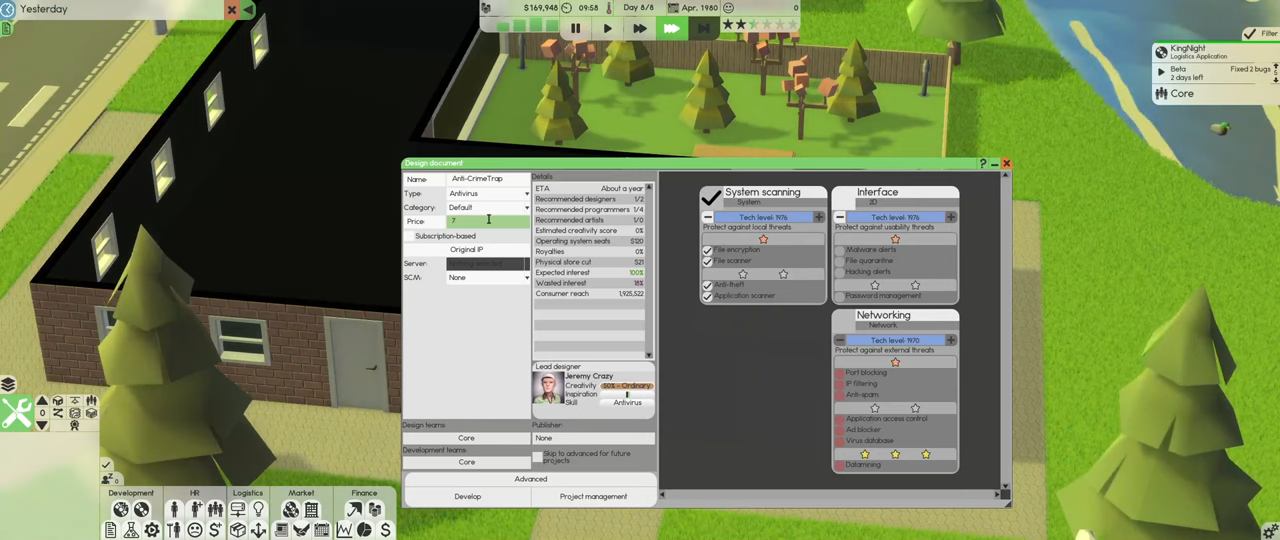 Yesterday
$169,948
09:58
Day 8/8
Apr. 1980
0
Filter
KingNight
Logistics Application
Beta
2 days left
Fixed 2 bugs
Core
Design document
?
Name:
Anti-CrimeTrap
Type:
Antivirus
Category:
Default
Price:
7
Subscription-based
Original IP
Server:
SCM:
None
Details
ETA
About a year
Recommended designers
1/2
Recommended programmers
1/4
Recommended artists
1/0
Estimated creativity score
0%
Operating system seats
$120
Royalties
0%
Physical store cut
$21
Expected interest
100%
Wasted interest
18%
Consumer reach
1,925,522
Lead designer
Jeremy Crazy
Creativity
50% - Ordinary
Inspiration
Skill
Antivirus
Design teams:
Core
Development teams:
Core
Publisher:
None
Skip to advanced for future projects
Advanced
Develop
Project management
System scanning
System
Tech level: 1976
Protect against local threats
File encryption
File scanner
Anti-theft
Application scanner
Interface
2D
Tech level: 1976
Protect against usability threats
Malware alerts
File quarantine
Hacking alerts
Password management
Networking
Network
Tech level: 1970
Protect against external threats
Port blocking
IP filtering
Anti-spam
Application access control
Ad blocker
Virus database
Datamining
0
0
Development
HR
Logistics
Market
Finance